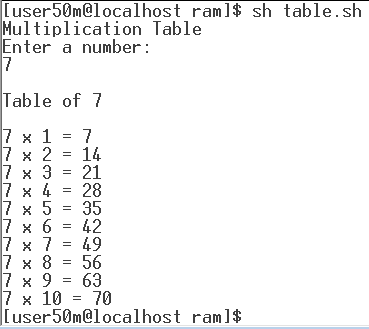 [user50m@localhost ram]$ sh table.sh
Multiplication Table
Enter a number:
7
Table of 7
7 x 1 = 7
7 x 2 = 14
7 x 3 = 21
7 x 4 = 28
7 x 5 = 35
7 x 6 = 42
7 x 7 = 49
7 x 8 = 56
7 x 9 = 63
7 x 10 = 70
[user50m@localhost ram]$